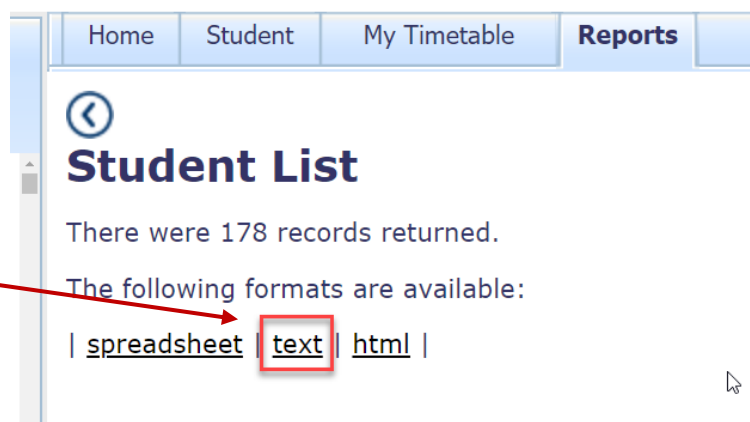 Home Student My Timetable Reports
Student List
There were 178 records returned.
The following formats are available:
| spreadsheet | text | html |